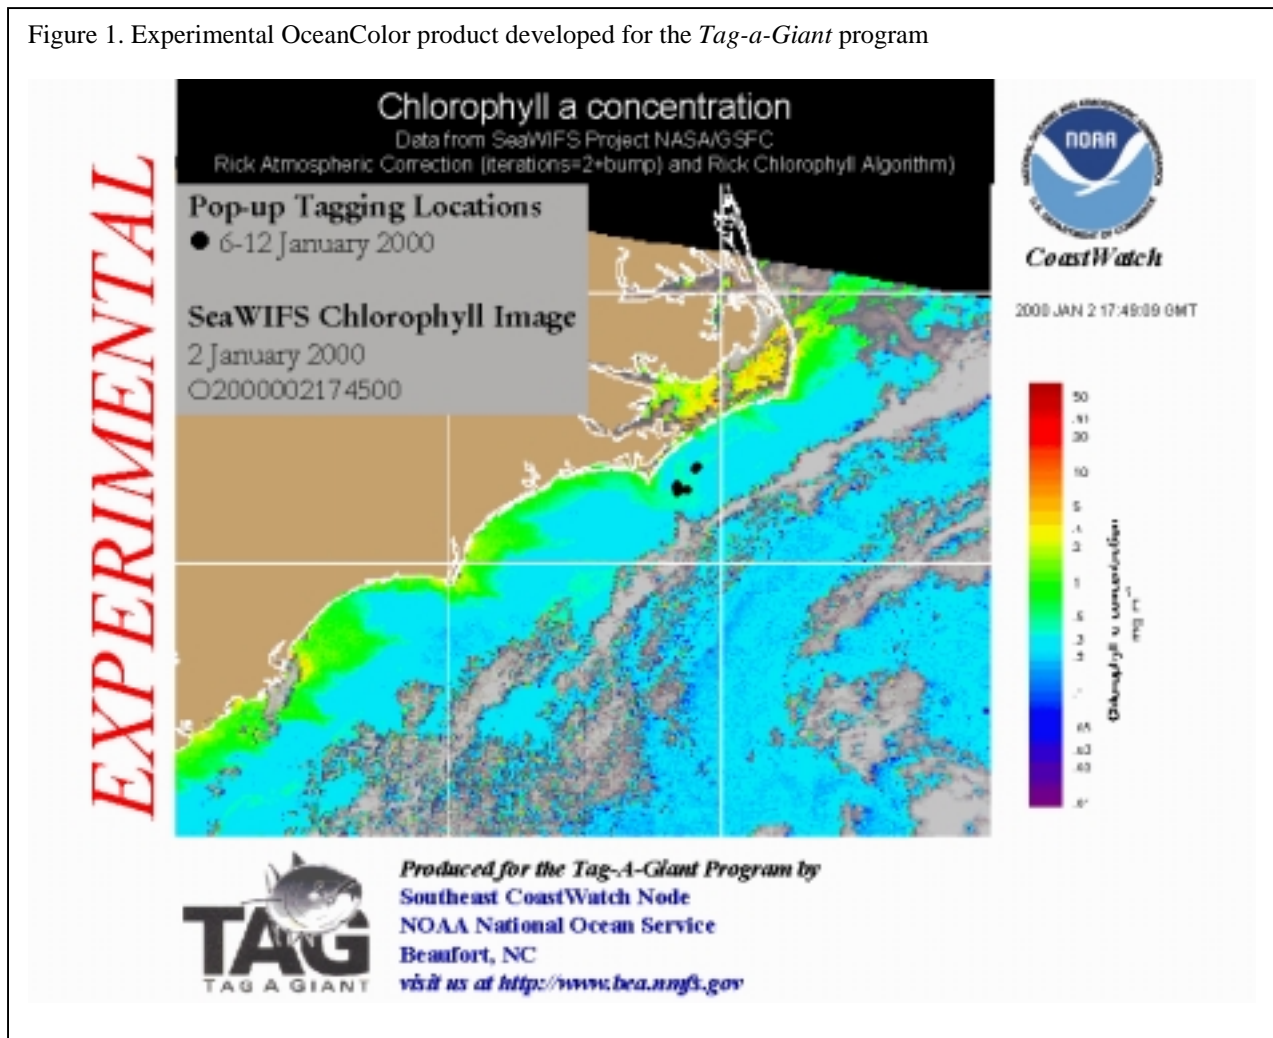 Figure 1. Experimental OceanColor product developed for the Tag-a-Giant program
EXPERIMENTAL
Chlorophyll a concentration
Data from SeaWIFS Project NASA/GSFC
Rick Atmospheric Correction (iterations=2+bump) and Rick Chlorophyll Algorithm)
Pop-up Tagging Locations
6-12 January 2000
SeaWIFS Chlorophyll Image
2 January 2000
O2000002174500
NOAA
CoastWatch
2000 JAN 2 17:49:09 GMT
50
30
10
5
1
.5
Produced for the Tag-A-Giant Program by
Southeast CoastWatch Node
NOAA National Ocean Service
Beaufort, NC
visit us at http://www.bea.nmfs.gov
TAG
TAG A GIANT